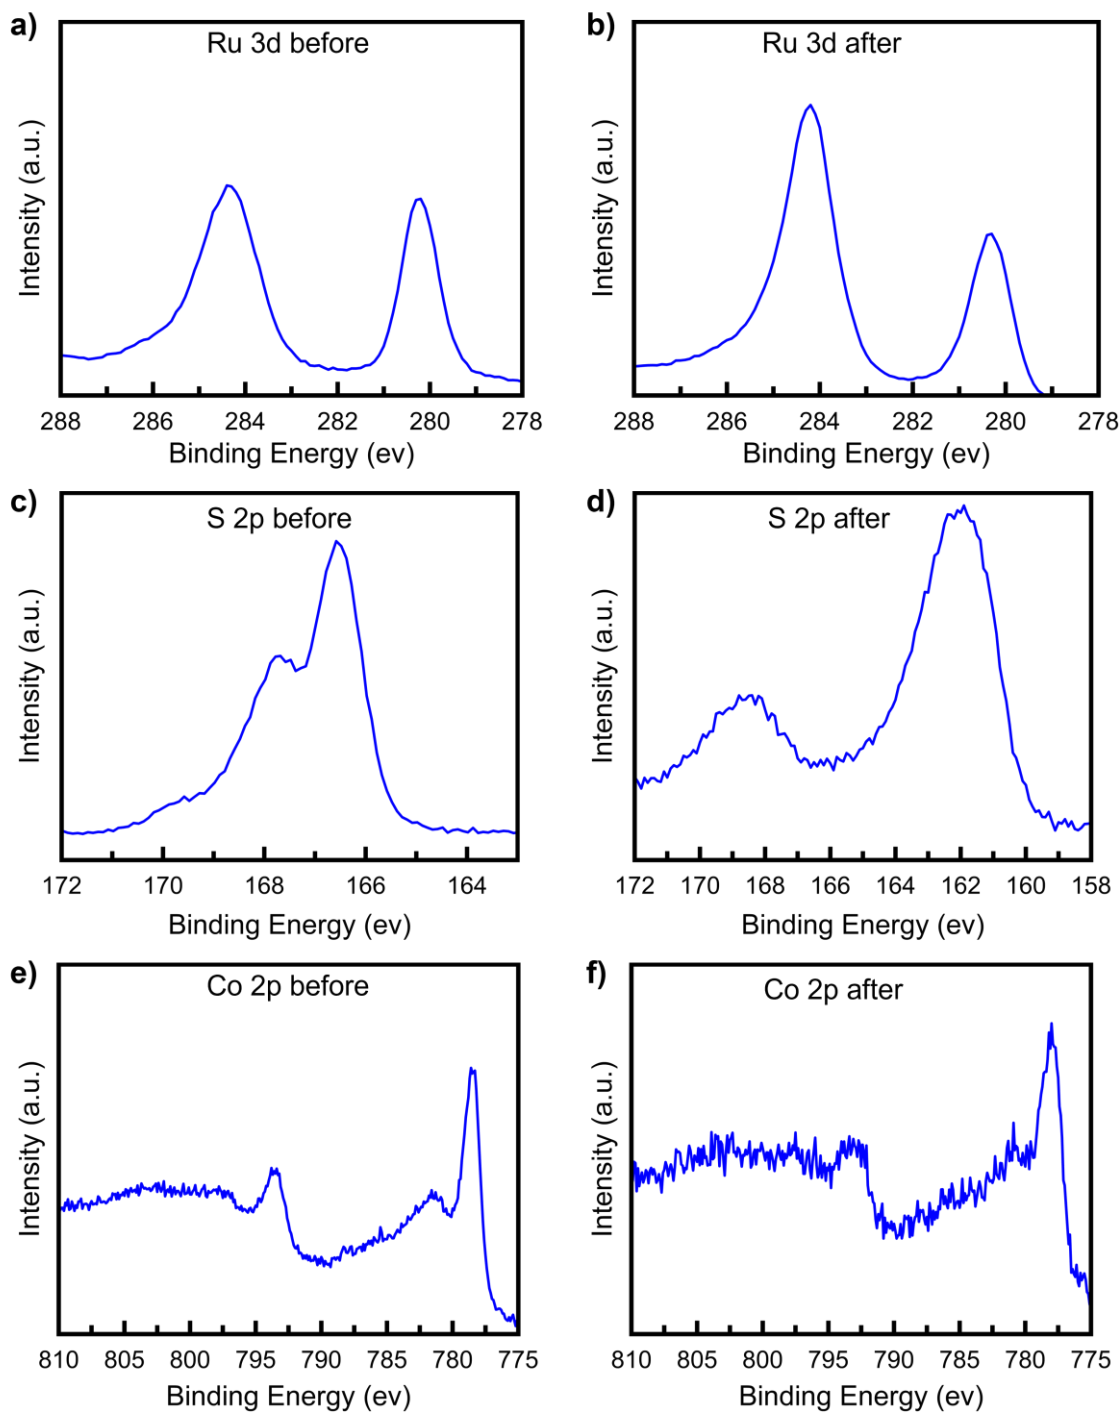 a)
Ru 3d before
Intensity (a.u.)
288 286 284 282 280 278
Binding Energy (ev)
b)
Ru 3d after
Intensity (a.u.)
288 286 284 282 280 278
Binding Energy (ev)
c)
S 2p before
Intensity (a.u.)
172 170 168 166 164
Binding Energy (ev)
d)
S 2p after
Intensity (a.u.)
172 170 168 166 164 162 160 158
Binding Energy (ev)
e)
Co 2p before
Intensity (a.u.)
810 805 800 795 790 785 780 775
Binding Energy (ev)
f)
Co 2p after
Intensity (a.u.)
810 805 800 795 790 785 780 775
Binding Energy (ev)